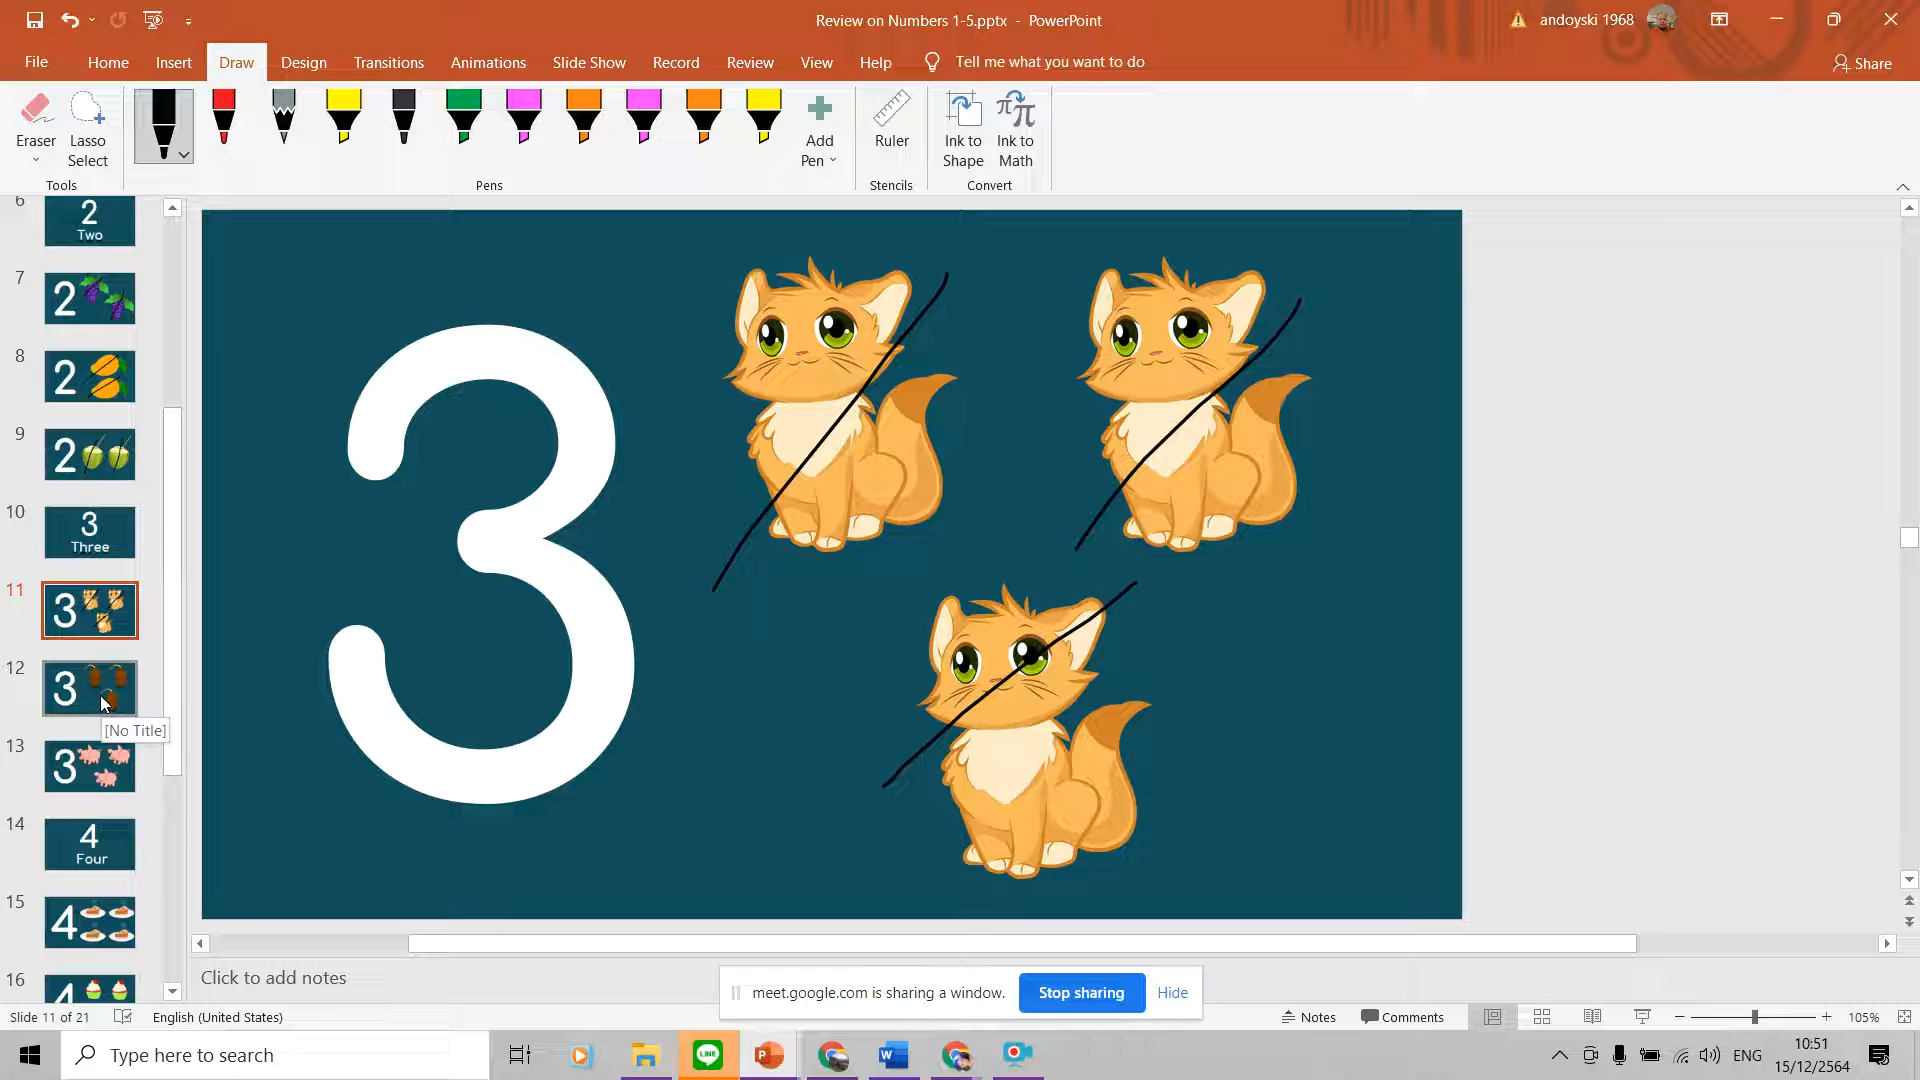 Review on Numbers 1-5.pptx - PowerPoint
andoyski 1968
File Home Insert Draw Design Transitions Animations Slide Show Record Review View Help Tell me what you want to do
Share
Eraser
Lasso Select
Tools
Pens
Add Pen
Ruler
Stencils
Ink to Shape
Ink to Math
Convert
6
2
Two
7
2
8
2
9
2
10
3
Three
11
3
12
3
[No Title]
13
3
14
4
Four
15
4
16
4
3
Click to add notes
meet.google.com is sharing a window. Stop sharing Hide
Slide 11 of 21 English (United States) Notes Comments 105%
Type here to search
LINE
ENG
10:51
15/12/2564